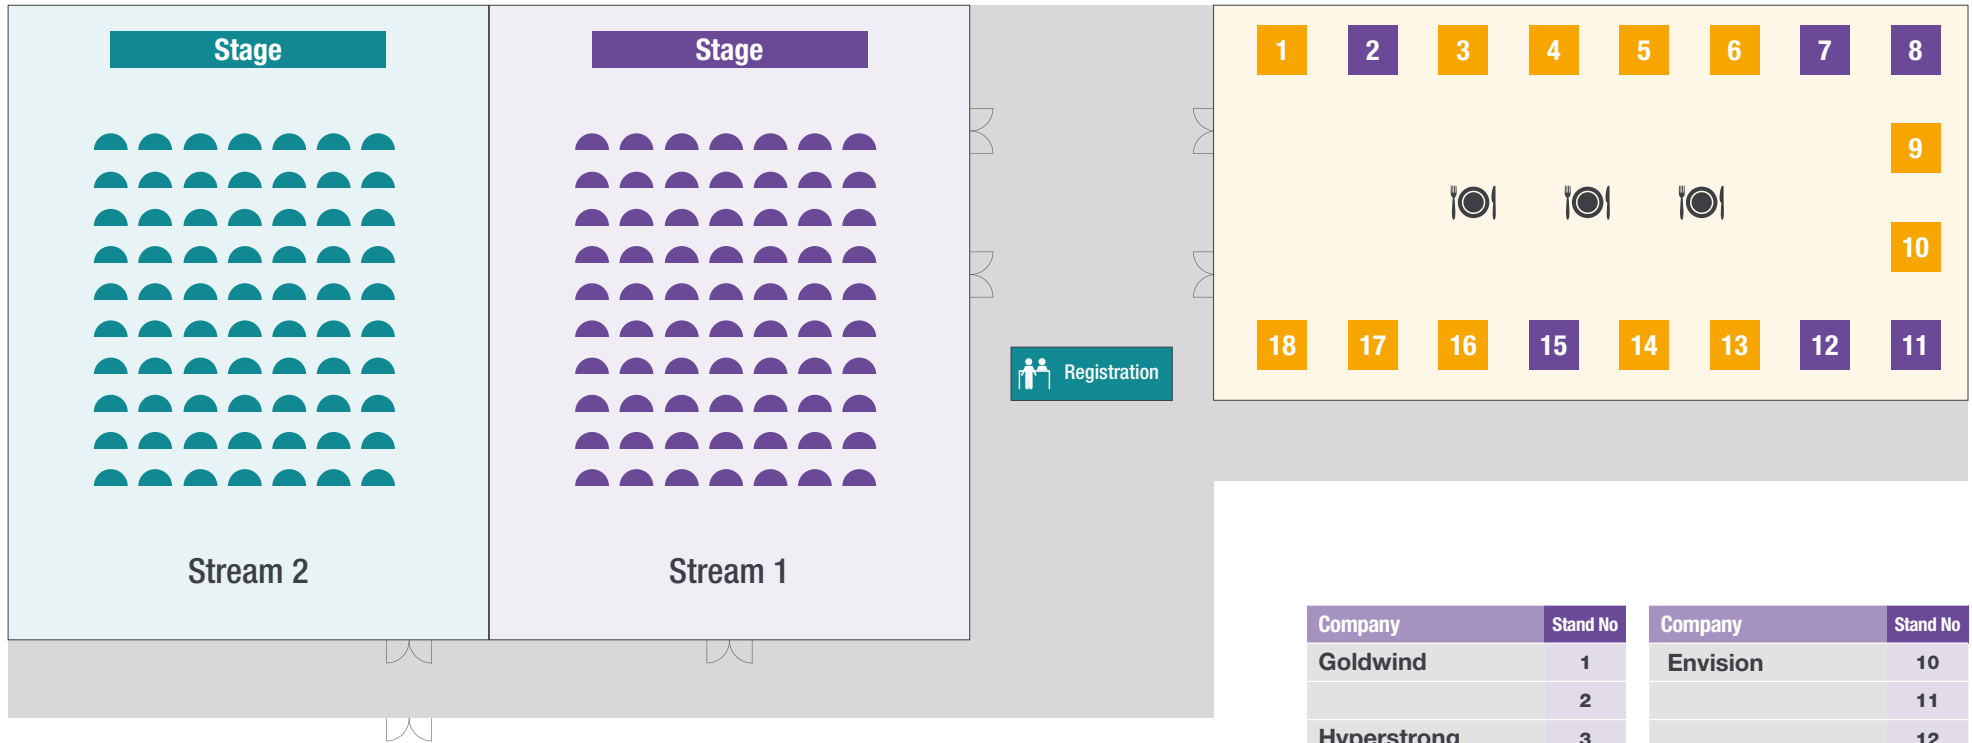 Stage
Stage
1 2 3 4 5 6 7 8
9
10
18 17 16 15 14 13 12 11
Registration
Stream 2
Stream 1
Company Stand No
Goldwind 1
2
Hyperstrong 3
Company Stand No
Envision 10
11
12